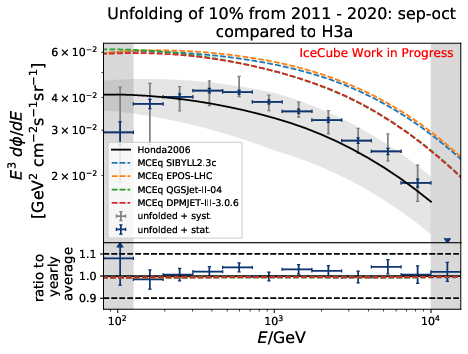 Unfolding of 10% from 2011 - 2020: sep-oct
compared to H3a
IceCube Work in Progress
6 × 10⁻²
4 × 10⁻²
3 × 10⁻²
2 × 10⁻²
E³ dϕ/dE
[GeV² cm⁻²s⁻¹sr⁻¹]
Honda2006
MCEq SIBYLL2.3c
MCEq EPOS-LHC
MCEq QGSJet-II-04
MCEq DPMJET-III-3.0.6
unfolded + syst
unfolded + stat.
ratio to
yearly
average
1.1
1.0
0.9
10²
10³
10⁴
E/GeV